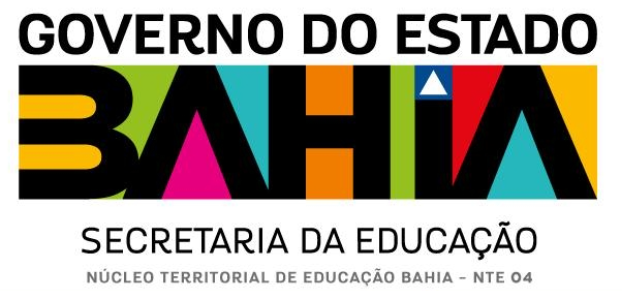 GOVERNO DO ESTADO
BAHIA
SECRETARIA DA EDUCAÇÃO
NÚCLEO TERRITORIAL DE EDUCAÇÃO BAHIA - NTE 04